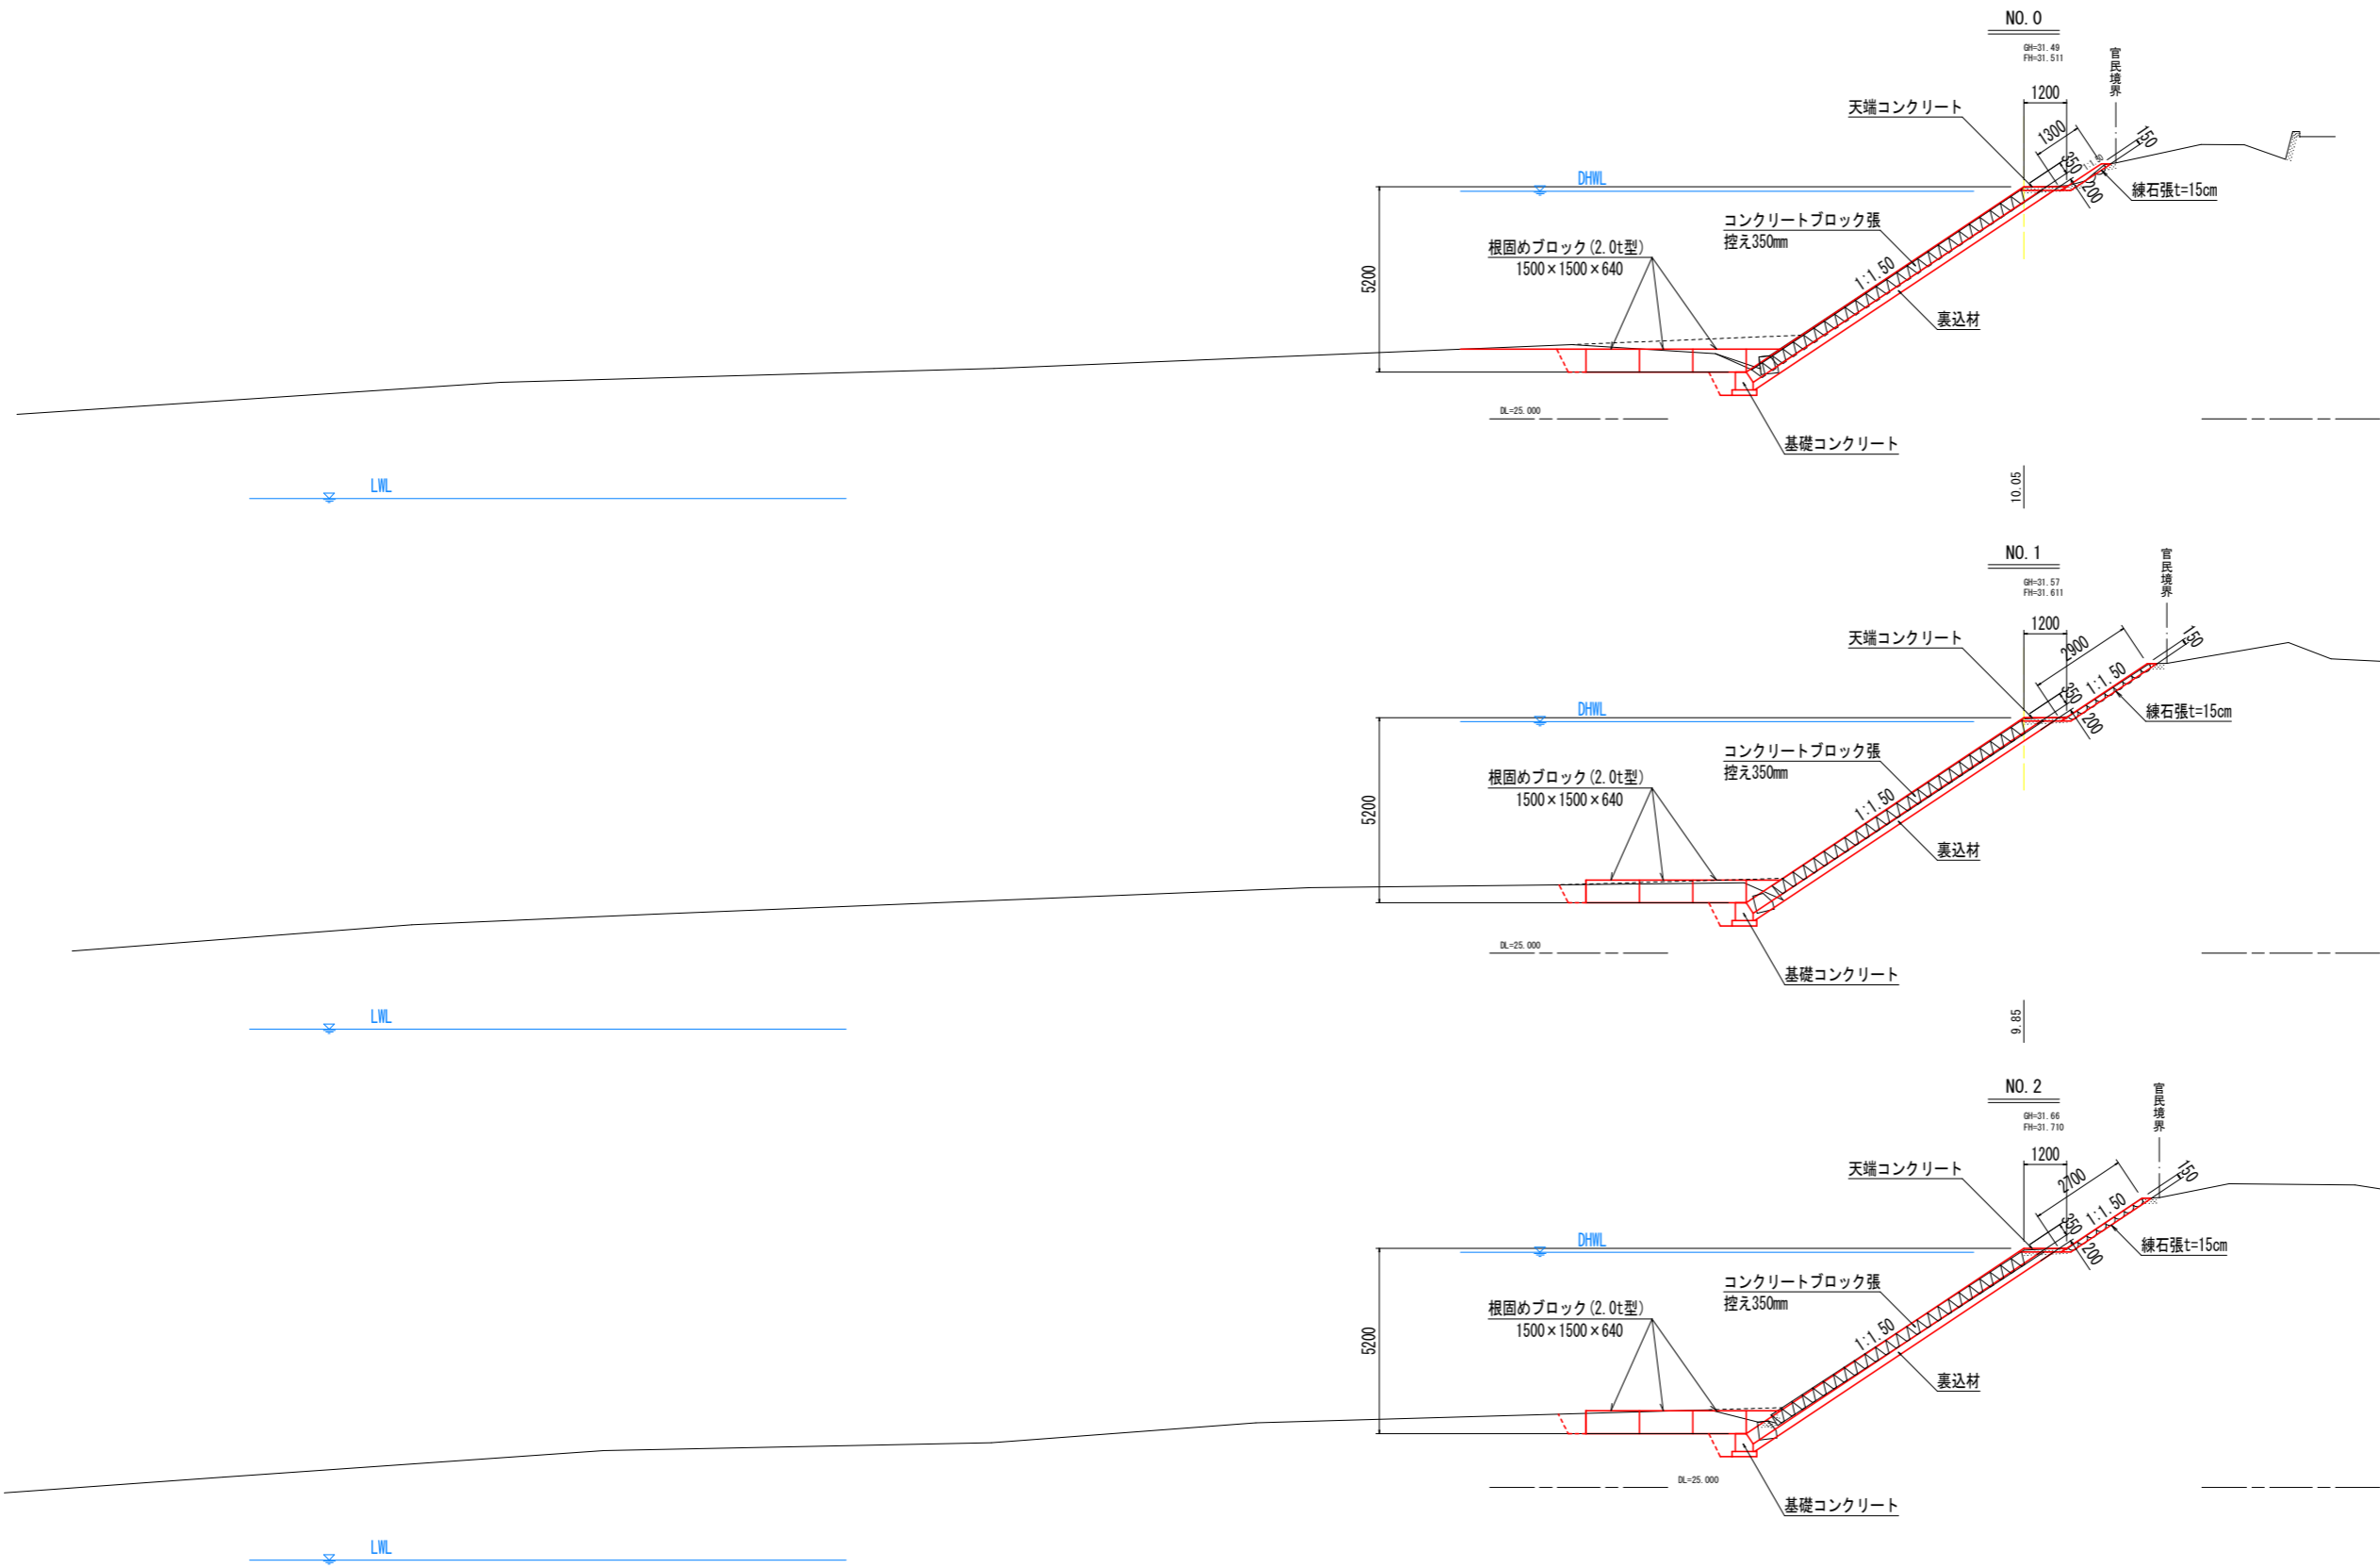 NO.0
GH=31.49
FH=31.511
官民境界
1200
天端コンクリート
1300
150
1:1.50
350
200
練石張t=15cm
DHWL
コンクリートブロック張
控え350mm
根固めブロック(2.0t型)
1500×1500×640
5200
1:1.50
裏込材
DL=25.000
基礎コンクリート
LWL
10.05
NO.1
GH=31.57
FH=31.611
官民境界
1200
天端コンクリート
2900
150
1:1.50
350
200
練石張t=15cm
DHWL
コンクリートブロック張
控え350mm
根固めブロック(2.0t型)
1500×1500×640
5200
1:1.50
裏込材
DL=25.000
基礎コンクリート
LWL
9.85
NO.2
GH=31.66
FH=31.710
官民境界
1200
天端コンクリート
2700
150
1:1.50
350
200
練石張t=15cm
DHWL
コンクリートブロック張
控え350mm
根固めブロック(2.0t型)
1500×1500×640
5200
1:1.50
裏込材
DL=25.000
基礎コンクリート
LWL